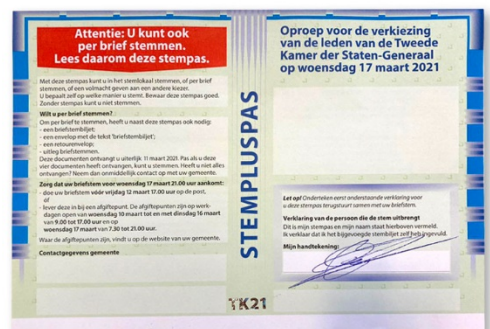 Attentie: U kunt ook
per brief stemmen.
Lees daarom deze stempas.
Met deze stempas kunt u in het stemlokaal stemmen, of per brief
stemmen, of een volmacht geven aan een andere kiezer.
U bepaalt zelf op welke manier u stemt. Bewaar deze stempas goed.
Zonder stempas kunt u niet stemmen.
Wilt u per brief stemmen?
Om per brief te stemmen, heeft u naast deze stempas ook nodig:
- een briefstembiljet;
- een enveloppe met de tekst 'briefstembiljet';
- een retourenvelop;
- uitleg briefstemmen.
Deze documenten ontvangt u uiterlijk 11 maart 2021. Pas als u deze
vier documenten heeft ontvangen, kunt u stemmen. Heeft u niet alles
ontvangen? Neem dan onmiddellijk contact op met uw gemeente.
Zorg dat uw briefstem voor woensdag 17 maart 21.00 uur aankomt:
- doe uw briefstem vóór vrijdag 12 maart 17.00 uur op de post,
of
- lever deze in bij een afgiftepunt. De afgiftepunten zijn op werk-
dagen open van woensdag 10 maart tot en met dinsdag 16 maart
van 9.00 tot 17.00 uur en op
woensdag 17 maart van 7.30 tot 21.00 uur.
Waar de afgiftepunten zijn, vindt u op de website van uw gemeente.
Contactgegevens gemeente
STEMPLUSPAS
TK21
Oproep voor de verkiezing
van de leden van de Tweede
Kamer der Staten-Generaal
op woensdag 17 maart 2021
Let op! Onderteken eerst onderstaande verklaring voor
u deze stempas terugstuurt samen met uw briefstem.
Verklaring van de persoon die de stem uitbrengt
Dit is mijn stempas en mijn naam staat hierboven vermeld.
Ik verklaar dat ik het bijgevoegde stembiljet zelf heb ingevuld.
Mijn handtekening: